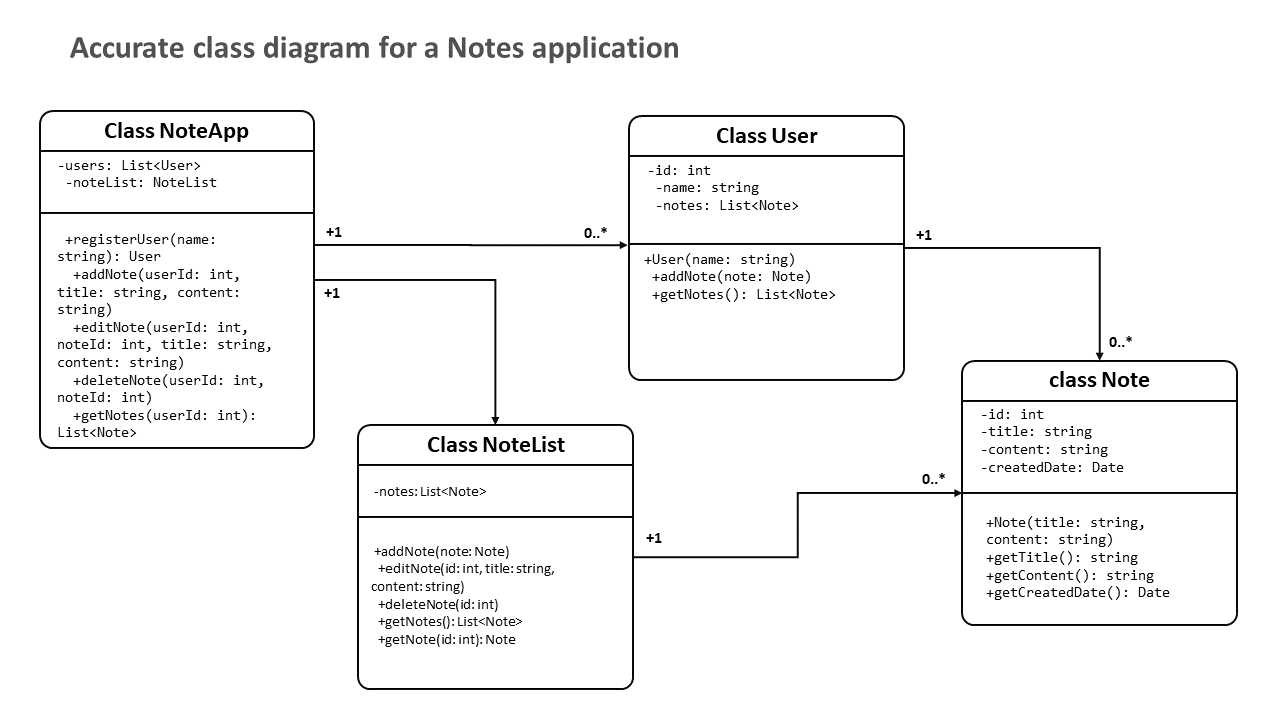 Accurate class diagram for a Notes application
Class NoteApp
-users: List<User>
-noteList: NoteList
+registerUser(name:
string): User
+addNote(userId: int,
title: string, content:
string)
+editNote(userId: int,
noteId: int, title: string,
content: string)
+deleteNote(userId: int,
noteId: int)
+getNotes(userId: int):
List<Note>
+1
0..*
+1
Class User
-id: int
-name: string
-notes: List<Note>
+User(name: string)
+addNote(note: Note)
+getNotes(): List<Note>
+1
0..*
Class NoteList
-notes: List<Note>
+addNote(note: Note)
+editNote(id: int, title: string,
content: string)
+deleteNote(id: int)
+getNotes(): List<Note>
+getNote(id: int): Note
+1
0..*
class Note
-id: int
-title: string
-content: string
-createdDate: Date
+Note(title: string,
content: string)
+getTitle(): string
+getContent(): string
+getCreatedDate(): Date